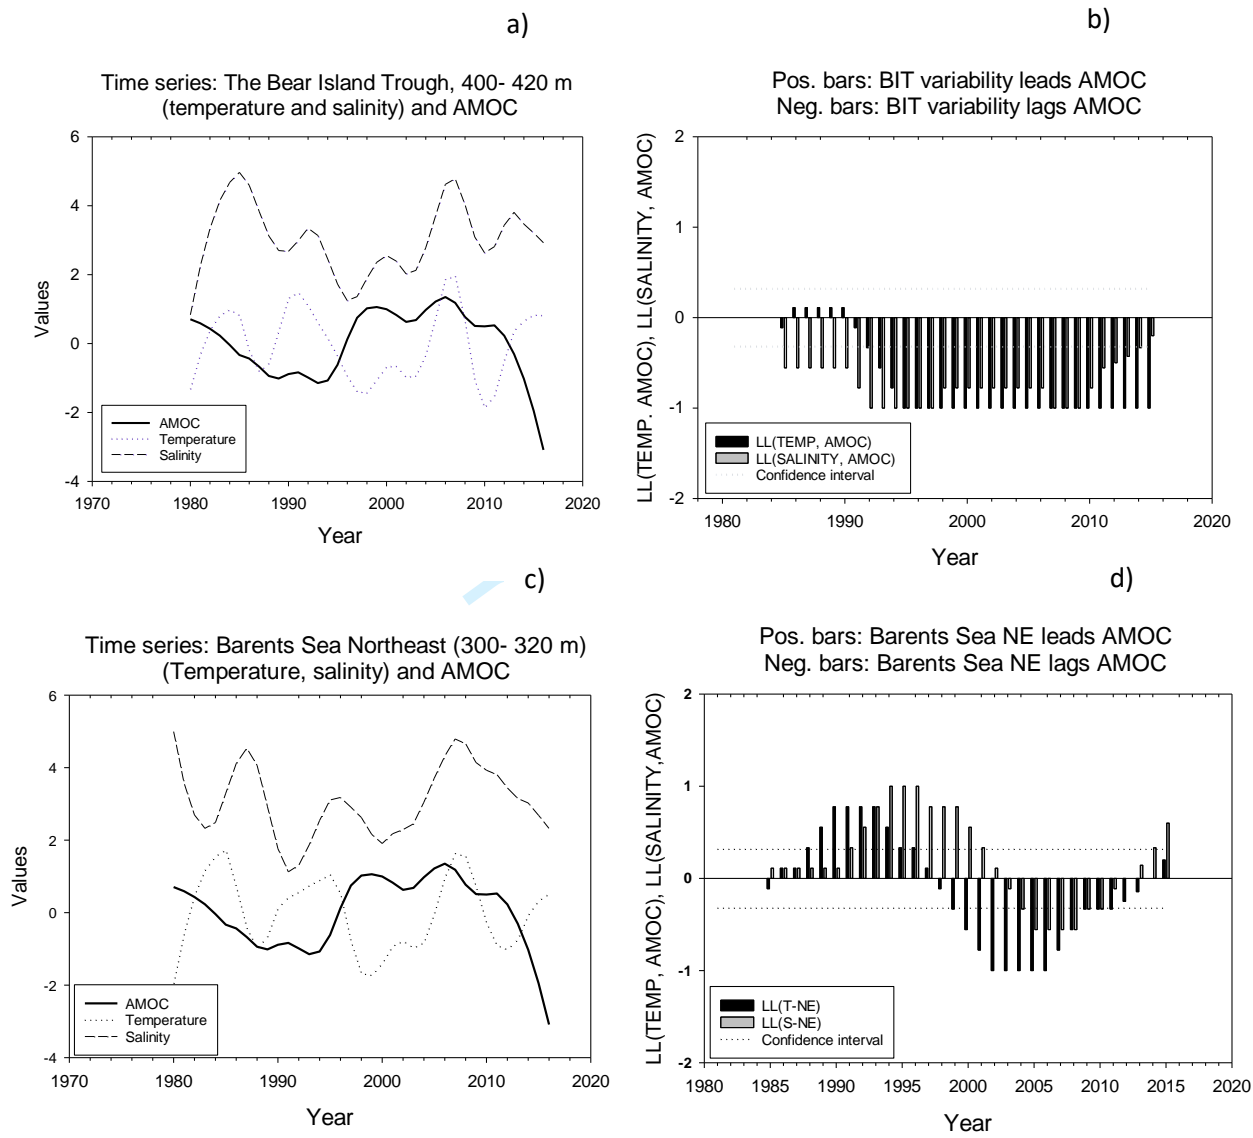 a)
Time series: The Bear Island Trough, 400- 420 m
(temperature and salinity) and AMOC
Values
6
4
2
0
-2
-4
AMOC
Temperature
Salinity
1970 1980 1990 2000 2010 2020
Year
b)
Pos. bars: BIT variability leads AMOC
Neg. bars: BIT variability lags AMOC
LL(TEMP. AMOC), LL(SALINITY, AMOC)
2
1
0
-1
-2
LL(TEMP, AMOC)
LL(SALINITY, AMOC)
Confidence interval
1980 1990 2000 2010 2020
Year
c)
Time series: Barents Sea Northeast (300- 320 m)
(Temperature, salinity) and AMOC
Values
6
4
2
0
-2
-4
AMOC
Temperature
Salinity
1970 1980 1990 2000 2010 2020
Year
d)
Pos. bars: Barents Sea NE leads AMOC
Neg. bars: Barents Sea NE lags AMOC
LL(TEMP, AMOC), LL(SALINITY,AMOC)
2
1
0
-1
-2
LL(T-NE)
LL(S-NE)
Confidence interval
1980 1985 1990 1995 2000 2005 2010 2015 2020
Year